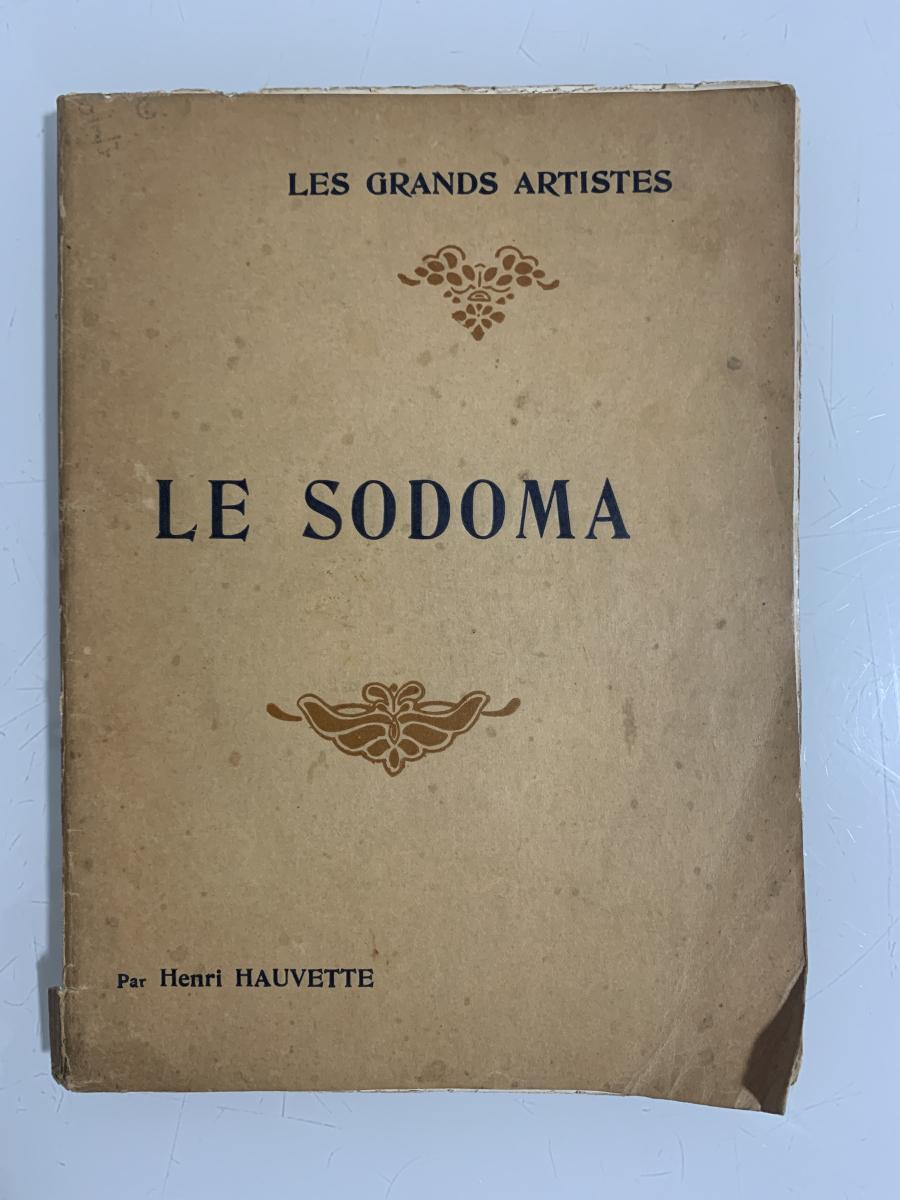 LES GRANDS ARTISTES
LE SODOMA
Par Henri HAUVETTE